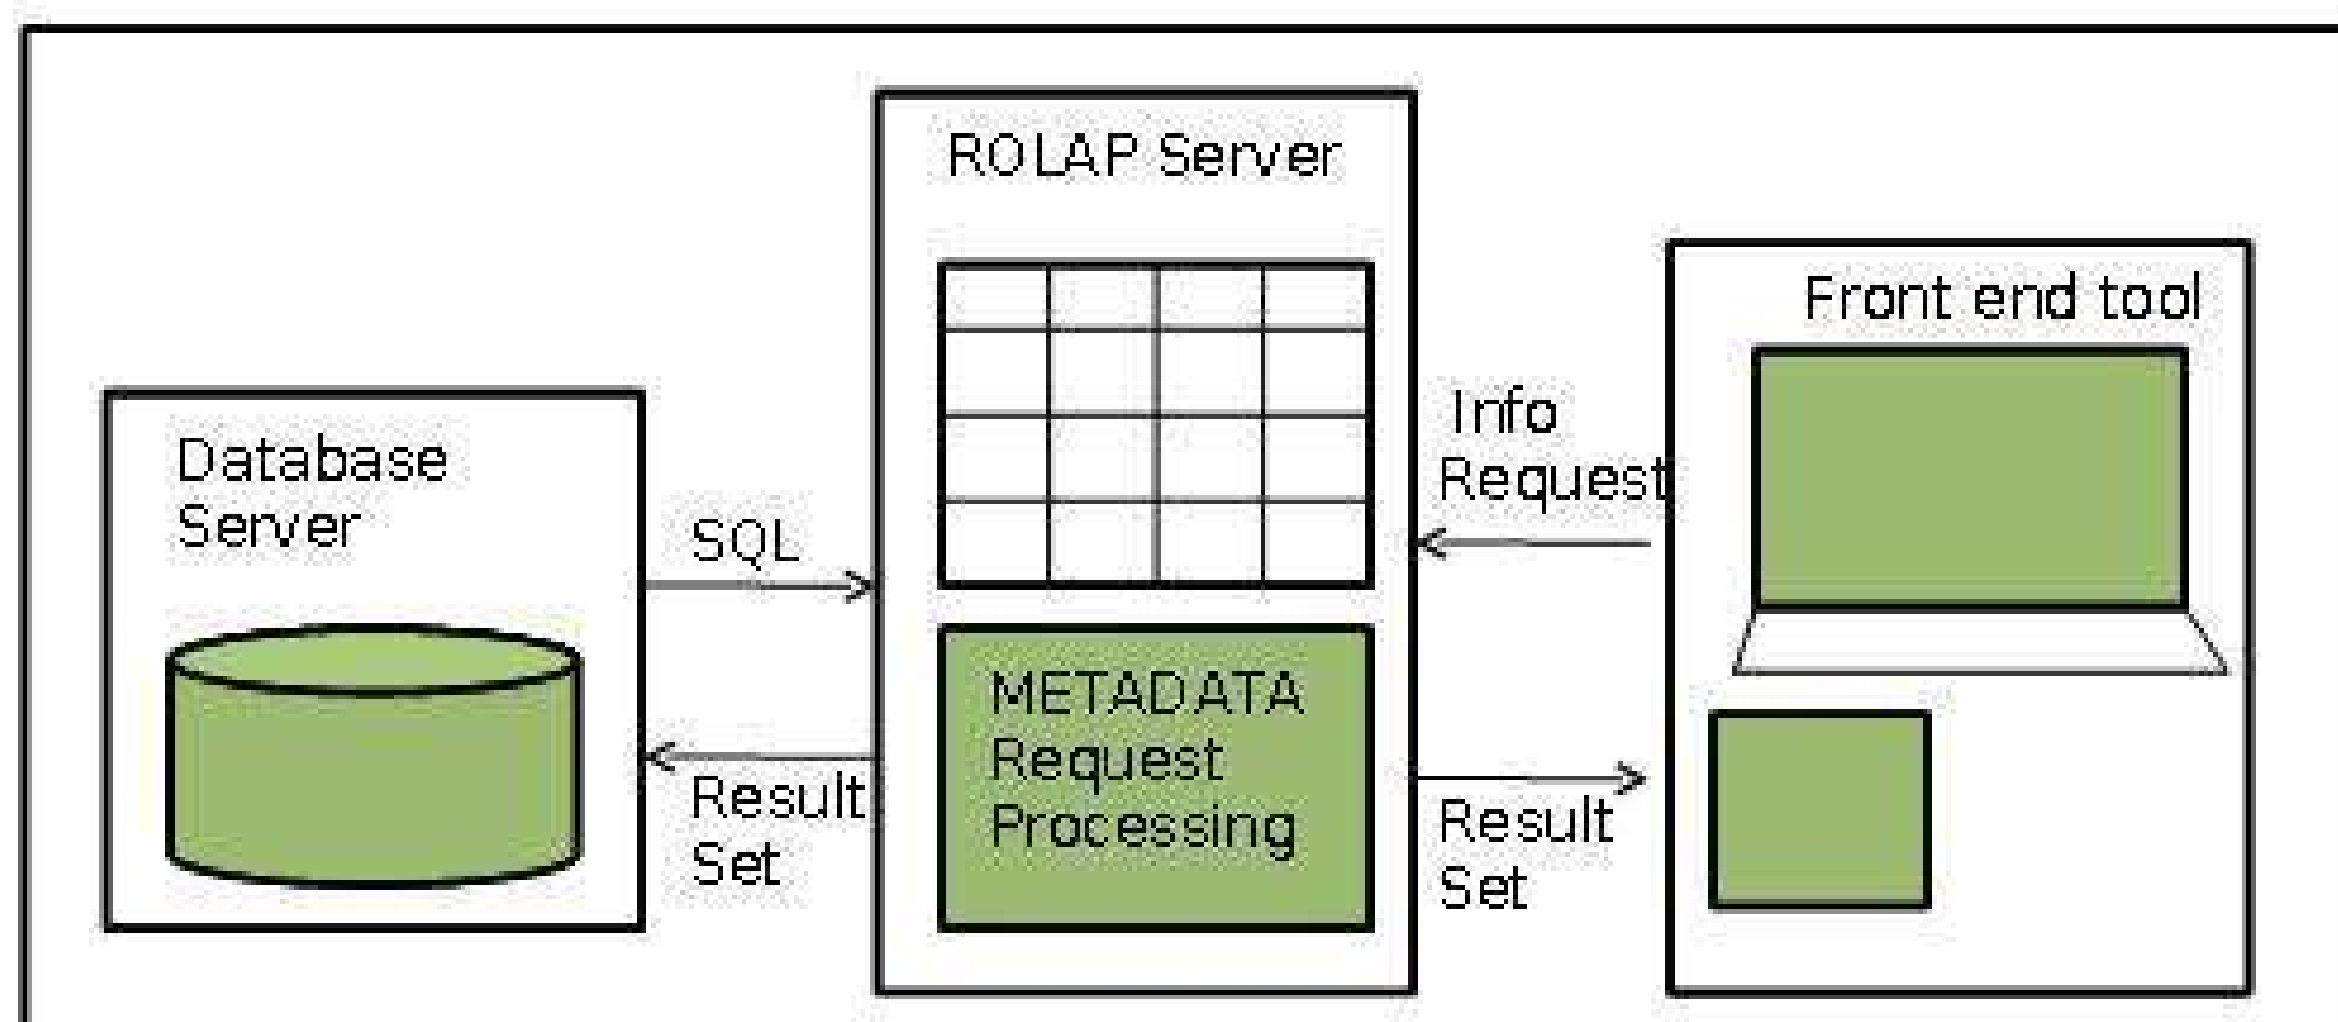 ROLAP Server
Front end tool
Info
Request
Database
Server
SQL
METADATA
Request
Processing
Result
Set
Result
Set